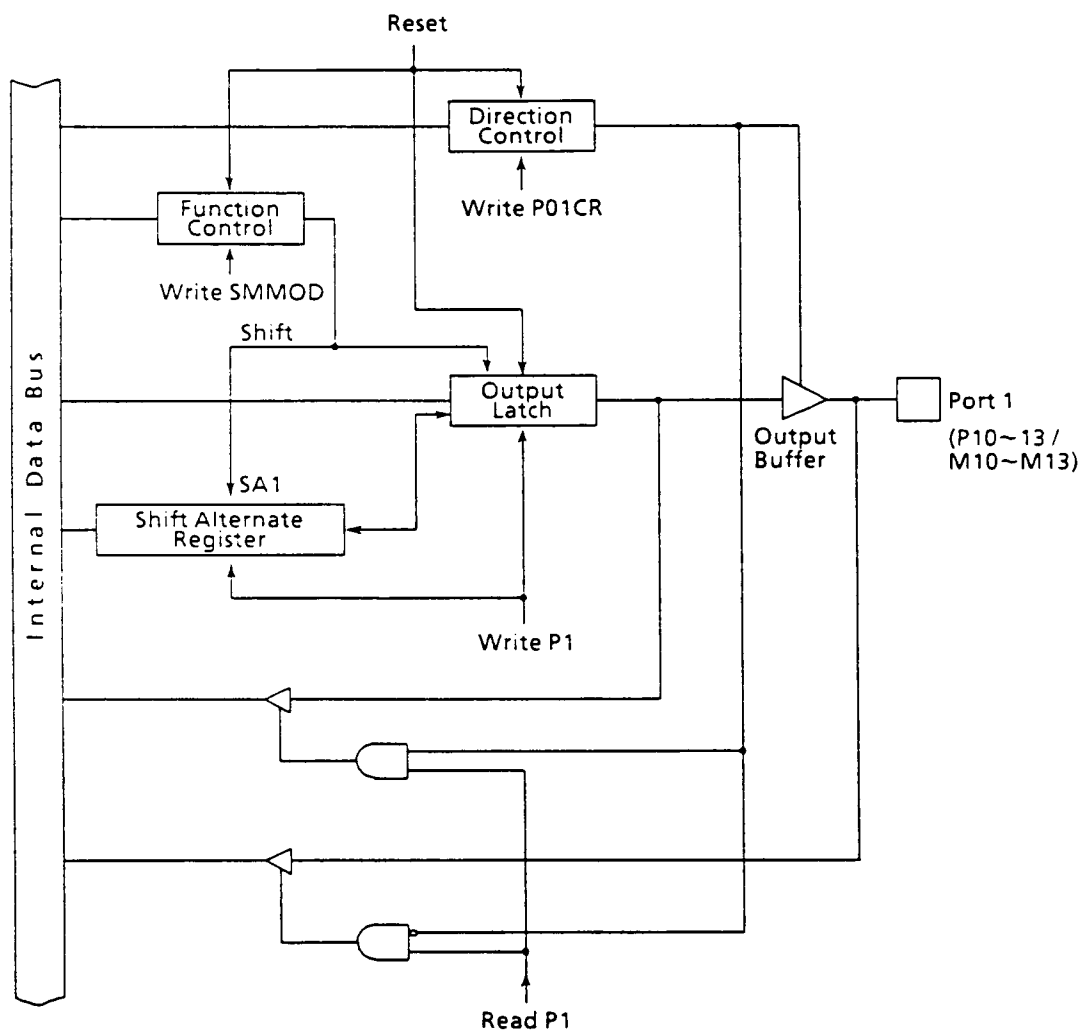 Reset
Direction
Control
Write P01CR
Function
Control
Write SMMOD
Shift
Output
Latch
Output
Buffer
Port 1
(P10~13 /
M10~M13)
SA1
Shift Alternate
Register
Internal Data Bus
Write P1
Read P1